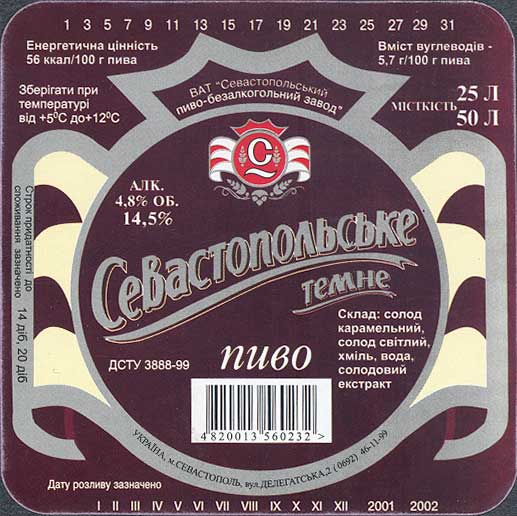 1 3 5 7 9 11 13 15 17 19 21 23 25 27 29 31
Енергетична цінність
56 ккал/100 г пива
Вміст вуглеводів -
5,7 г/100 г пива
Зберігати при
температурі
від +5⁰С до+12⁰С
ВАТ "Севастопольський
пиво-безалкогольний завод"
МІСТКІСТЬ
25 Л
50 Л
С
АЛК.
4,8% ОБ.
14,5%
Севастопольське
темне
пиво
Склад: солод
карамельний,
солод світлий,
хміль, вода,
солодовий
екстракт
ДСТУ 3888-99
4820013 560232 >
УКРАЇНА, м.СЕВАСТОПОЛЬ, вул.ДЕЛЕГАТСЬКА,2 (0692) 46-11-99
Строк придатності до
споживання зазначено 14 діб, 20 діб
Дату розливу зазначено
I II III IV V VI VII VIII IX X XI XII 2001 2002